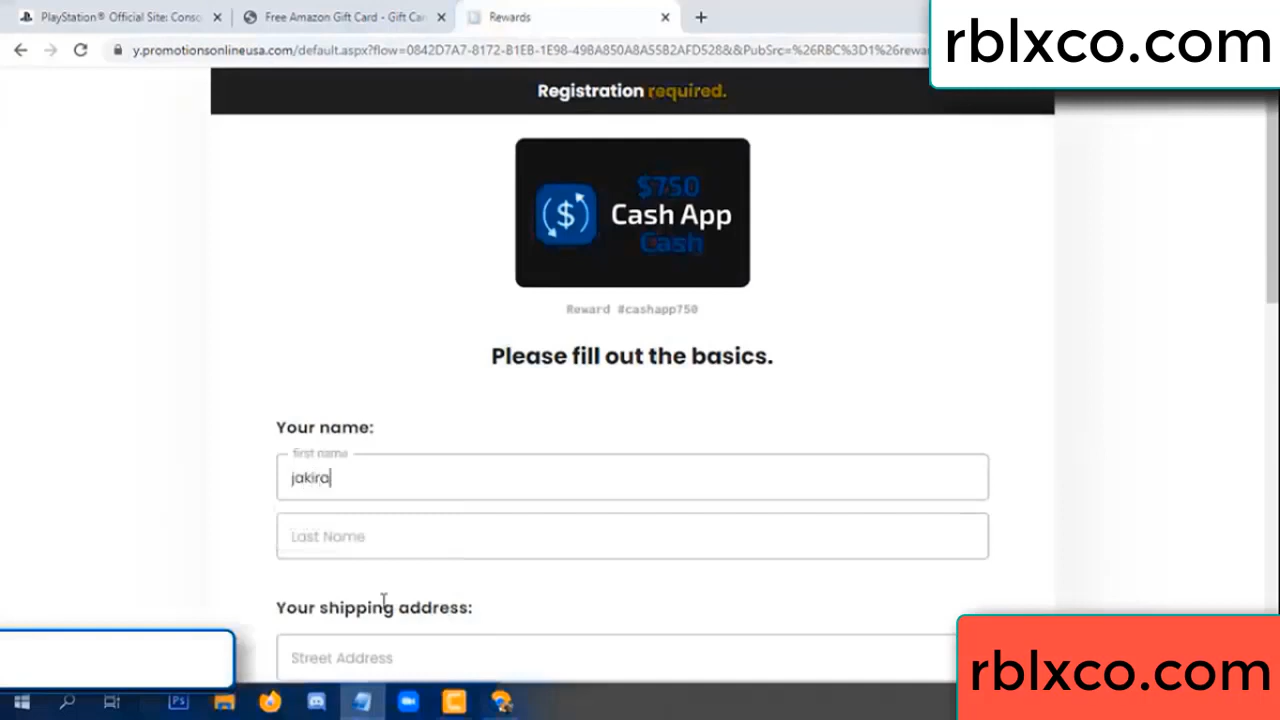 PlayStation® Official Site: Conso
Free Amazon Gift Card - Gift Car
Rewards
rblxco.com
y.promotionsonlineusa.com/default.aspx?flow=0842D7A7-8172-B1EB-1E98-49BA850A8A55B2AFD528&&PubSrc=%26RBC%3D1%26rewar
Registration required.
$750
Cash App
Cash
Reward #cashapp750
Please fill out the basics.
Your name:
first name
jakira
Last Name
Your shipping address:
Street Address
rblxco.com
Ps